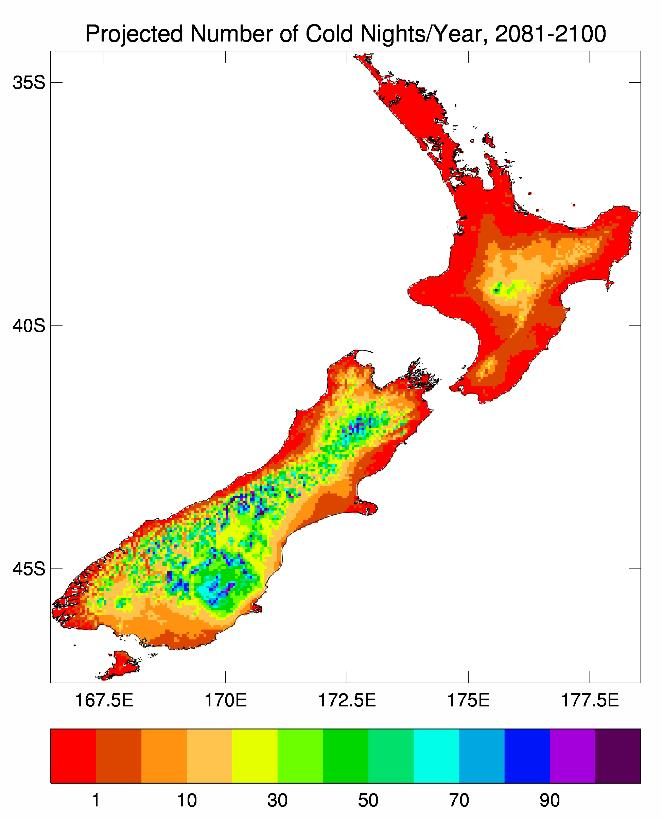 Projected Number of Cold Nights/Year, 2081-2100
35S
40S
45S
167.5E 170E 172.5E 175E 177.5E
1 10 30 50 70 90